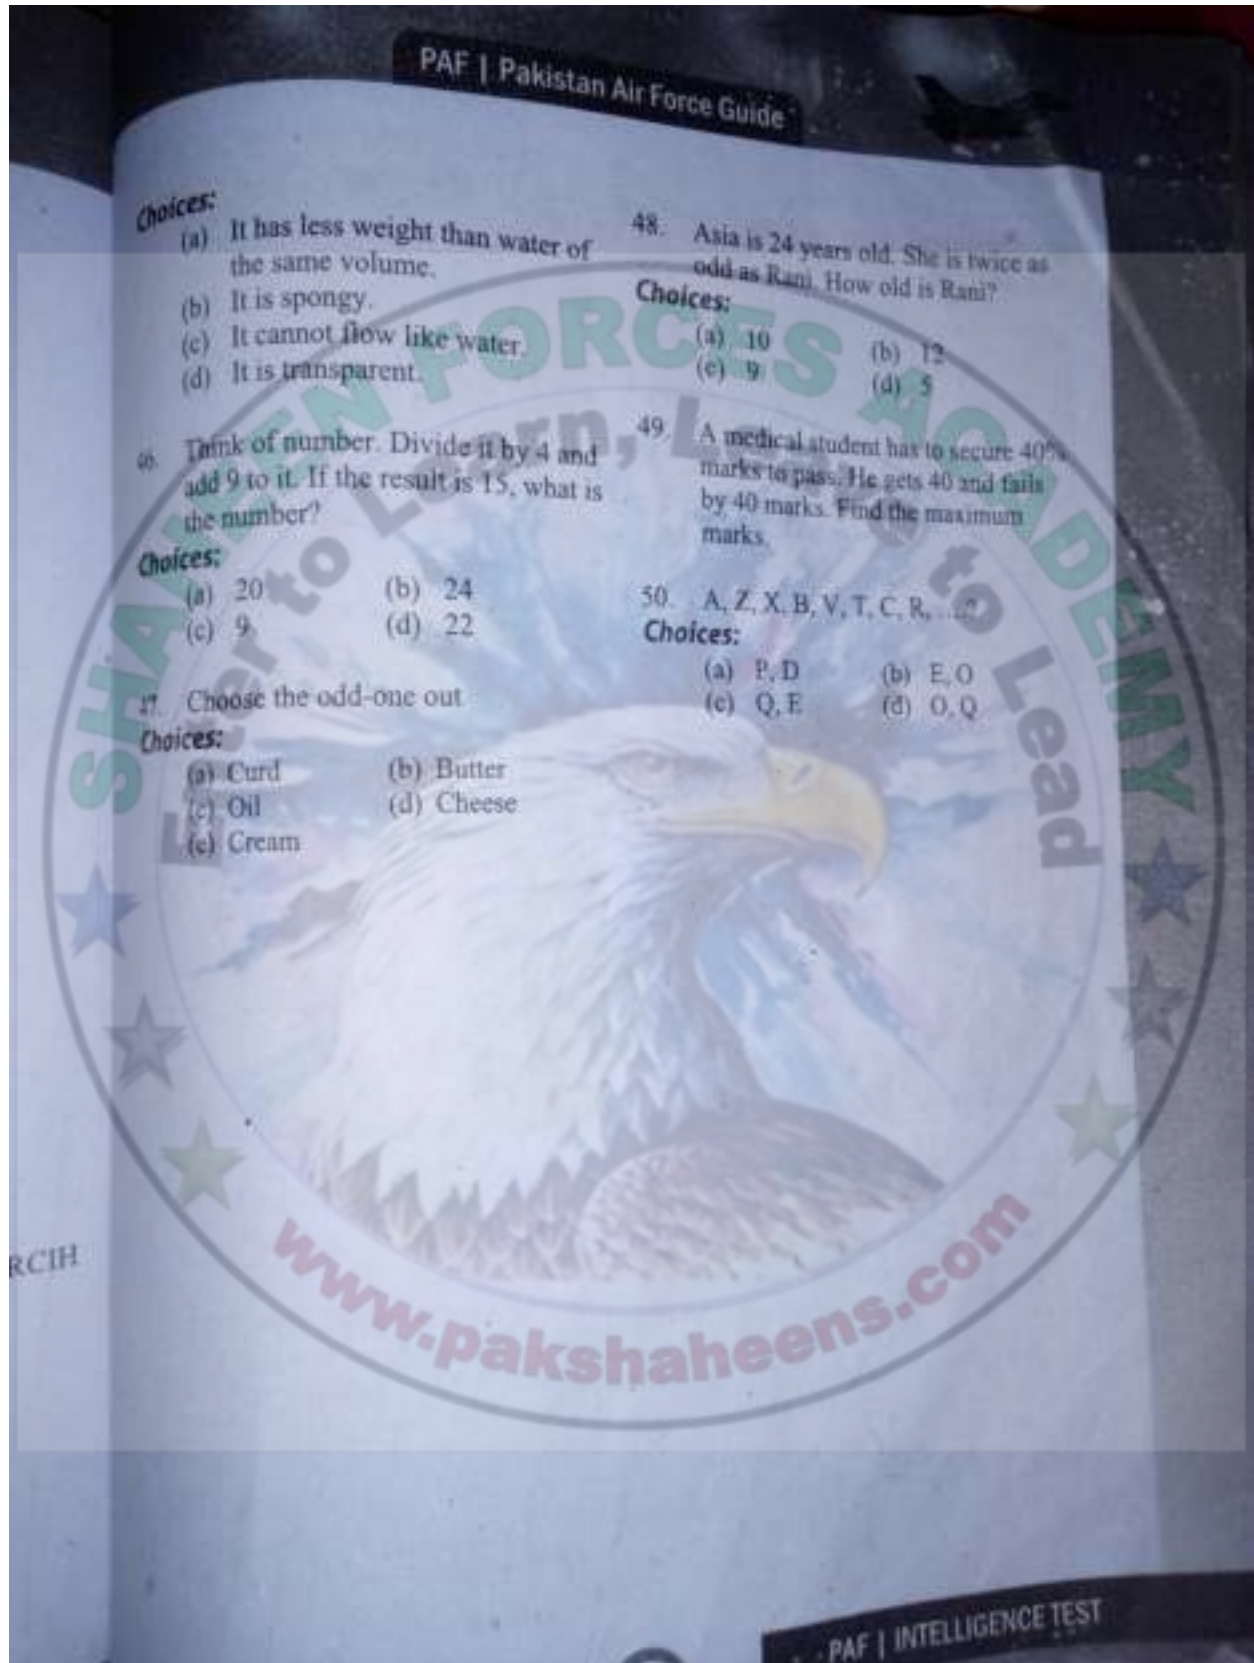 PAF | Pakistan Air Force Guide
Choices:
(a) It has less weight than water of
the same volume.
(b) It is spongy.
(c) It cannot flow like water.
(d) It is transparent.
46. Think of number. Divide it by 4 and
add 9 to it. If the result is 15, what is
the number?
Choices:
(a) 20 (b) 24
(c) 9 (d) 22
47. Choose the odd-one out
Choices:
(a) Curd (b) Butter
(c) Oil (d) Cheese
(e) Cream
48. Asia is 24 years old. She is twice as
odd as Rani. How old is Rani?
Choices:
(a) 10 (b) 12
(c) 9 (d) 5
49. A medical student has to secure 40%
marks to pass. He gets 40 and fails
by 40 marks. Find the maximum
marks.
50. A, Z, X, B, V, T, C, R, ....?
Choices:
(a) P, D (b) E, O
(c) Q, E (d) O, Q
RCIH
SHAHEEN FORCES ACADEMY
Enter to Learn, Leave to Lead
www.pakshaheens.com
PAF | INTELLIGENCE TEST